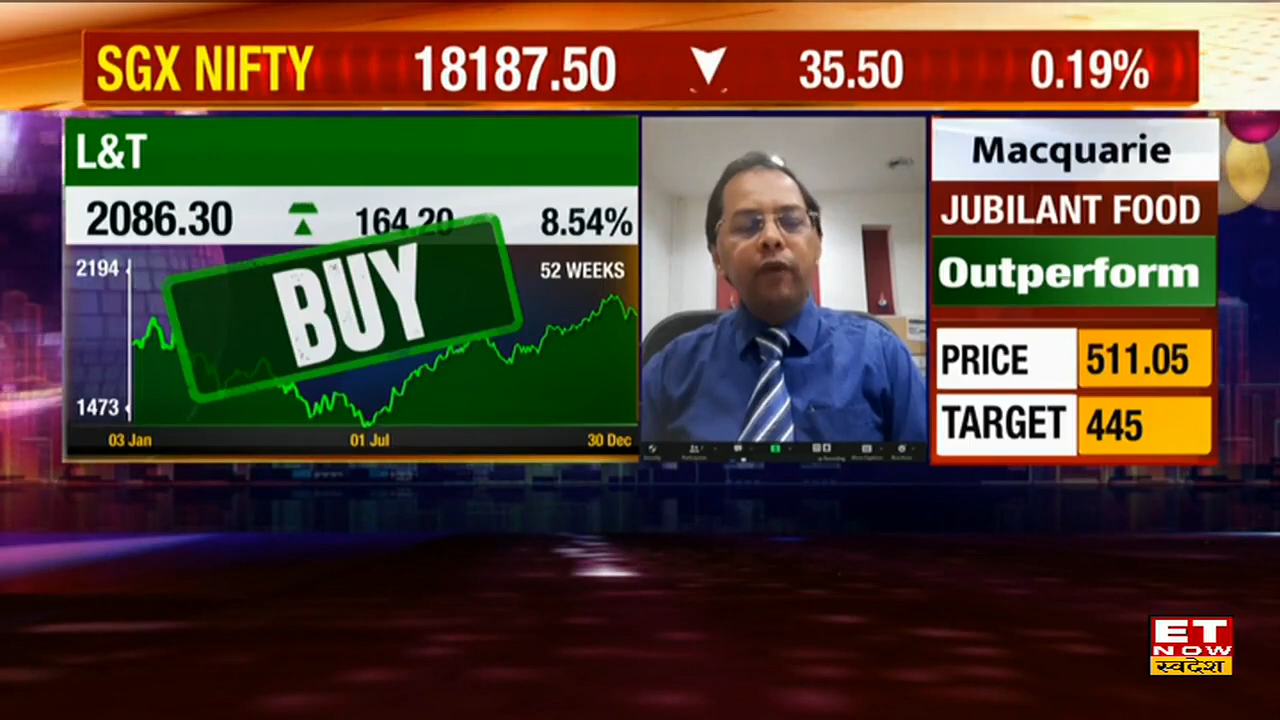 SGX NIFTY 18187.50 35.50 0.19%
L&T
2086.30 164.20 8.54%
2194
52 WEEKS
BUY
1473
03 Jan 01 Jul 30 Dec
Macquarie
JUBILANT FOOD
Outperform
PRICE 511.05
TARGET 445
ET
NOW
स्वदेश